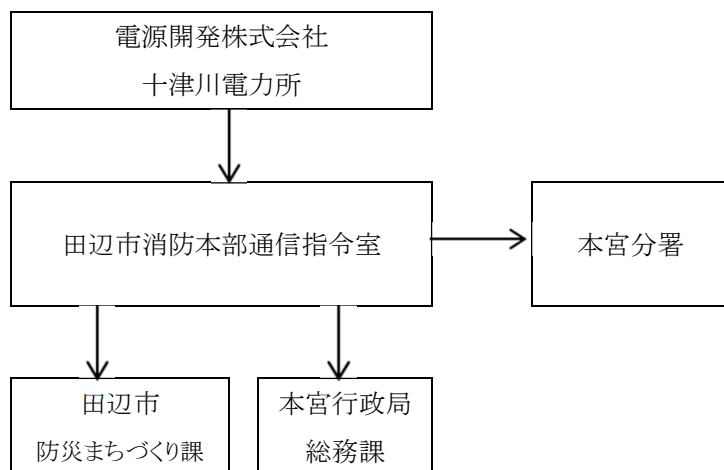 電源開発株式会社
十津川電力所
田辺市消防本部通信指令室
本宮分署
田辺市
防災まちづくり課
本宮行政局
総務課